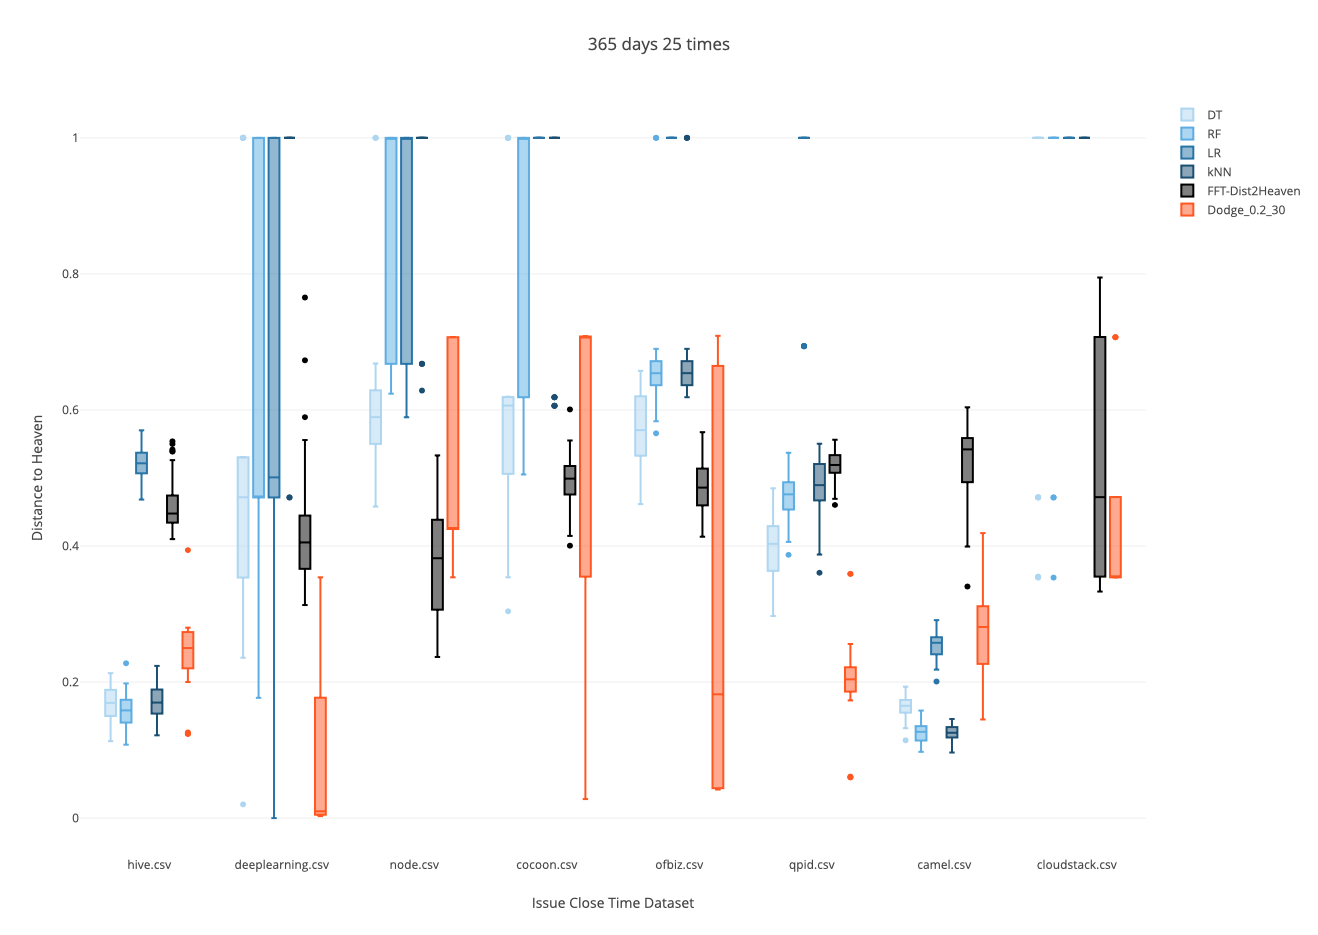 365 days 25 times
DT
RF
LR
kNN
FFT-Dist2Heaven
Dodge_0.2_30
1
0.8
0.6
0.4
0.2
0
Distance to Heaven
hive.csv deeplearning.csv node.csv cocoon.csv ofbiz.csv qpid.csv camel.csv cloudstack.csv
Issue Close Time Dataset